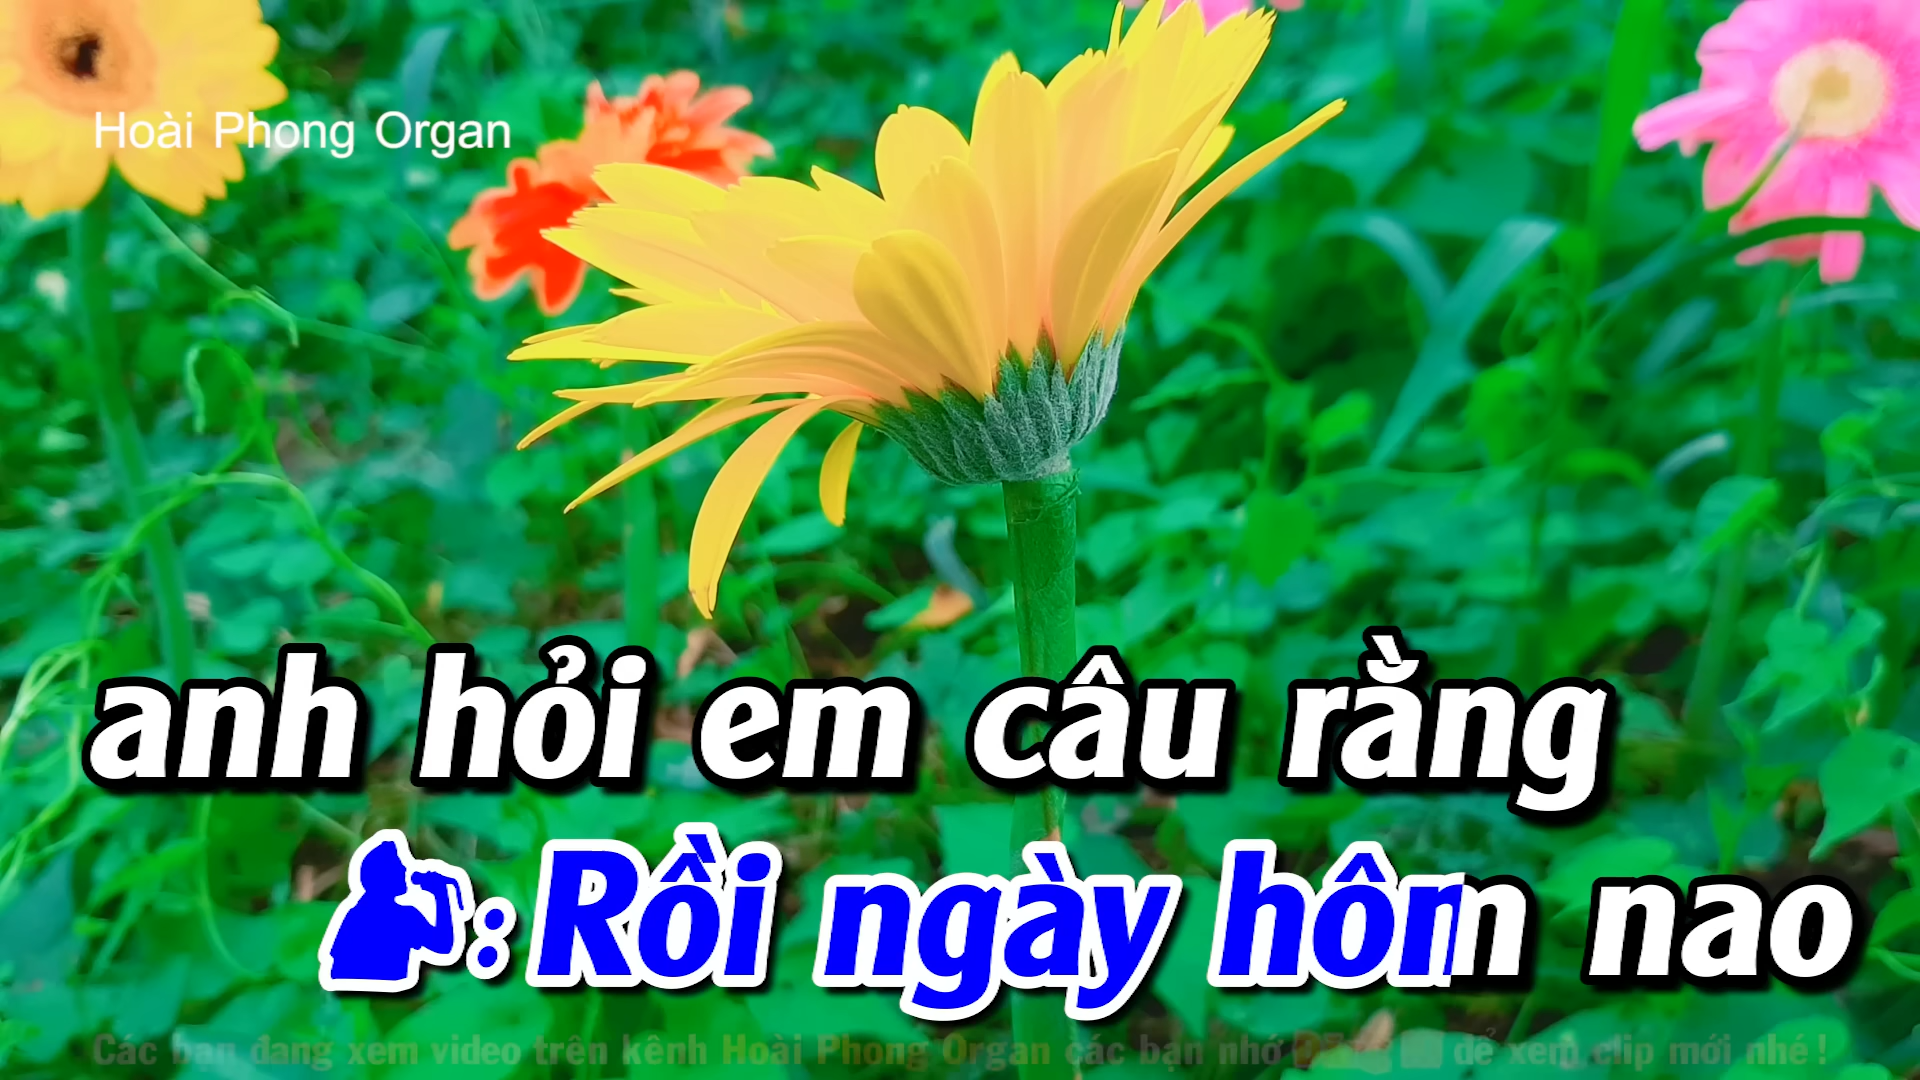 Hoài Phong Organ
anh hỏi em câu rằng
: Rồi ngày hôm nao
Các bạn đang xem video trên kênh Hoài Phong Organ các bạn nhớ để xem clip mới nhé !